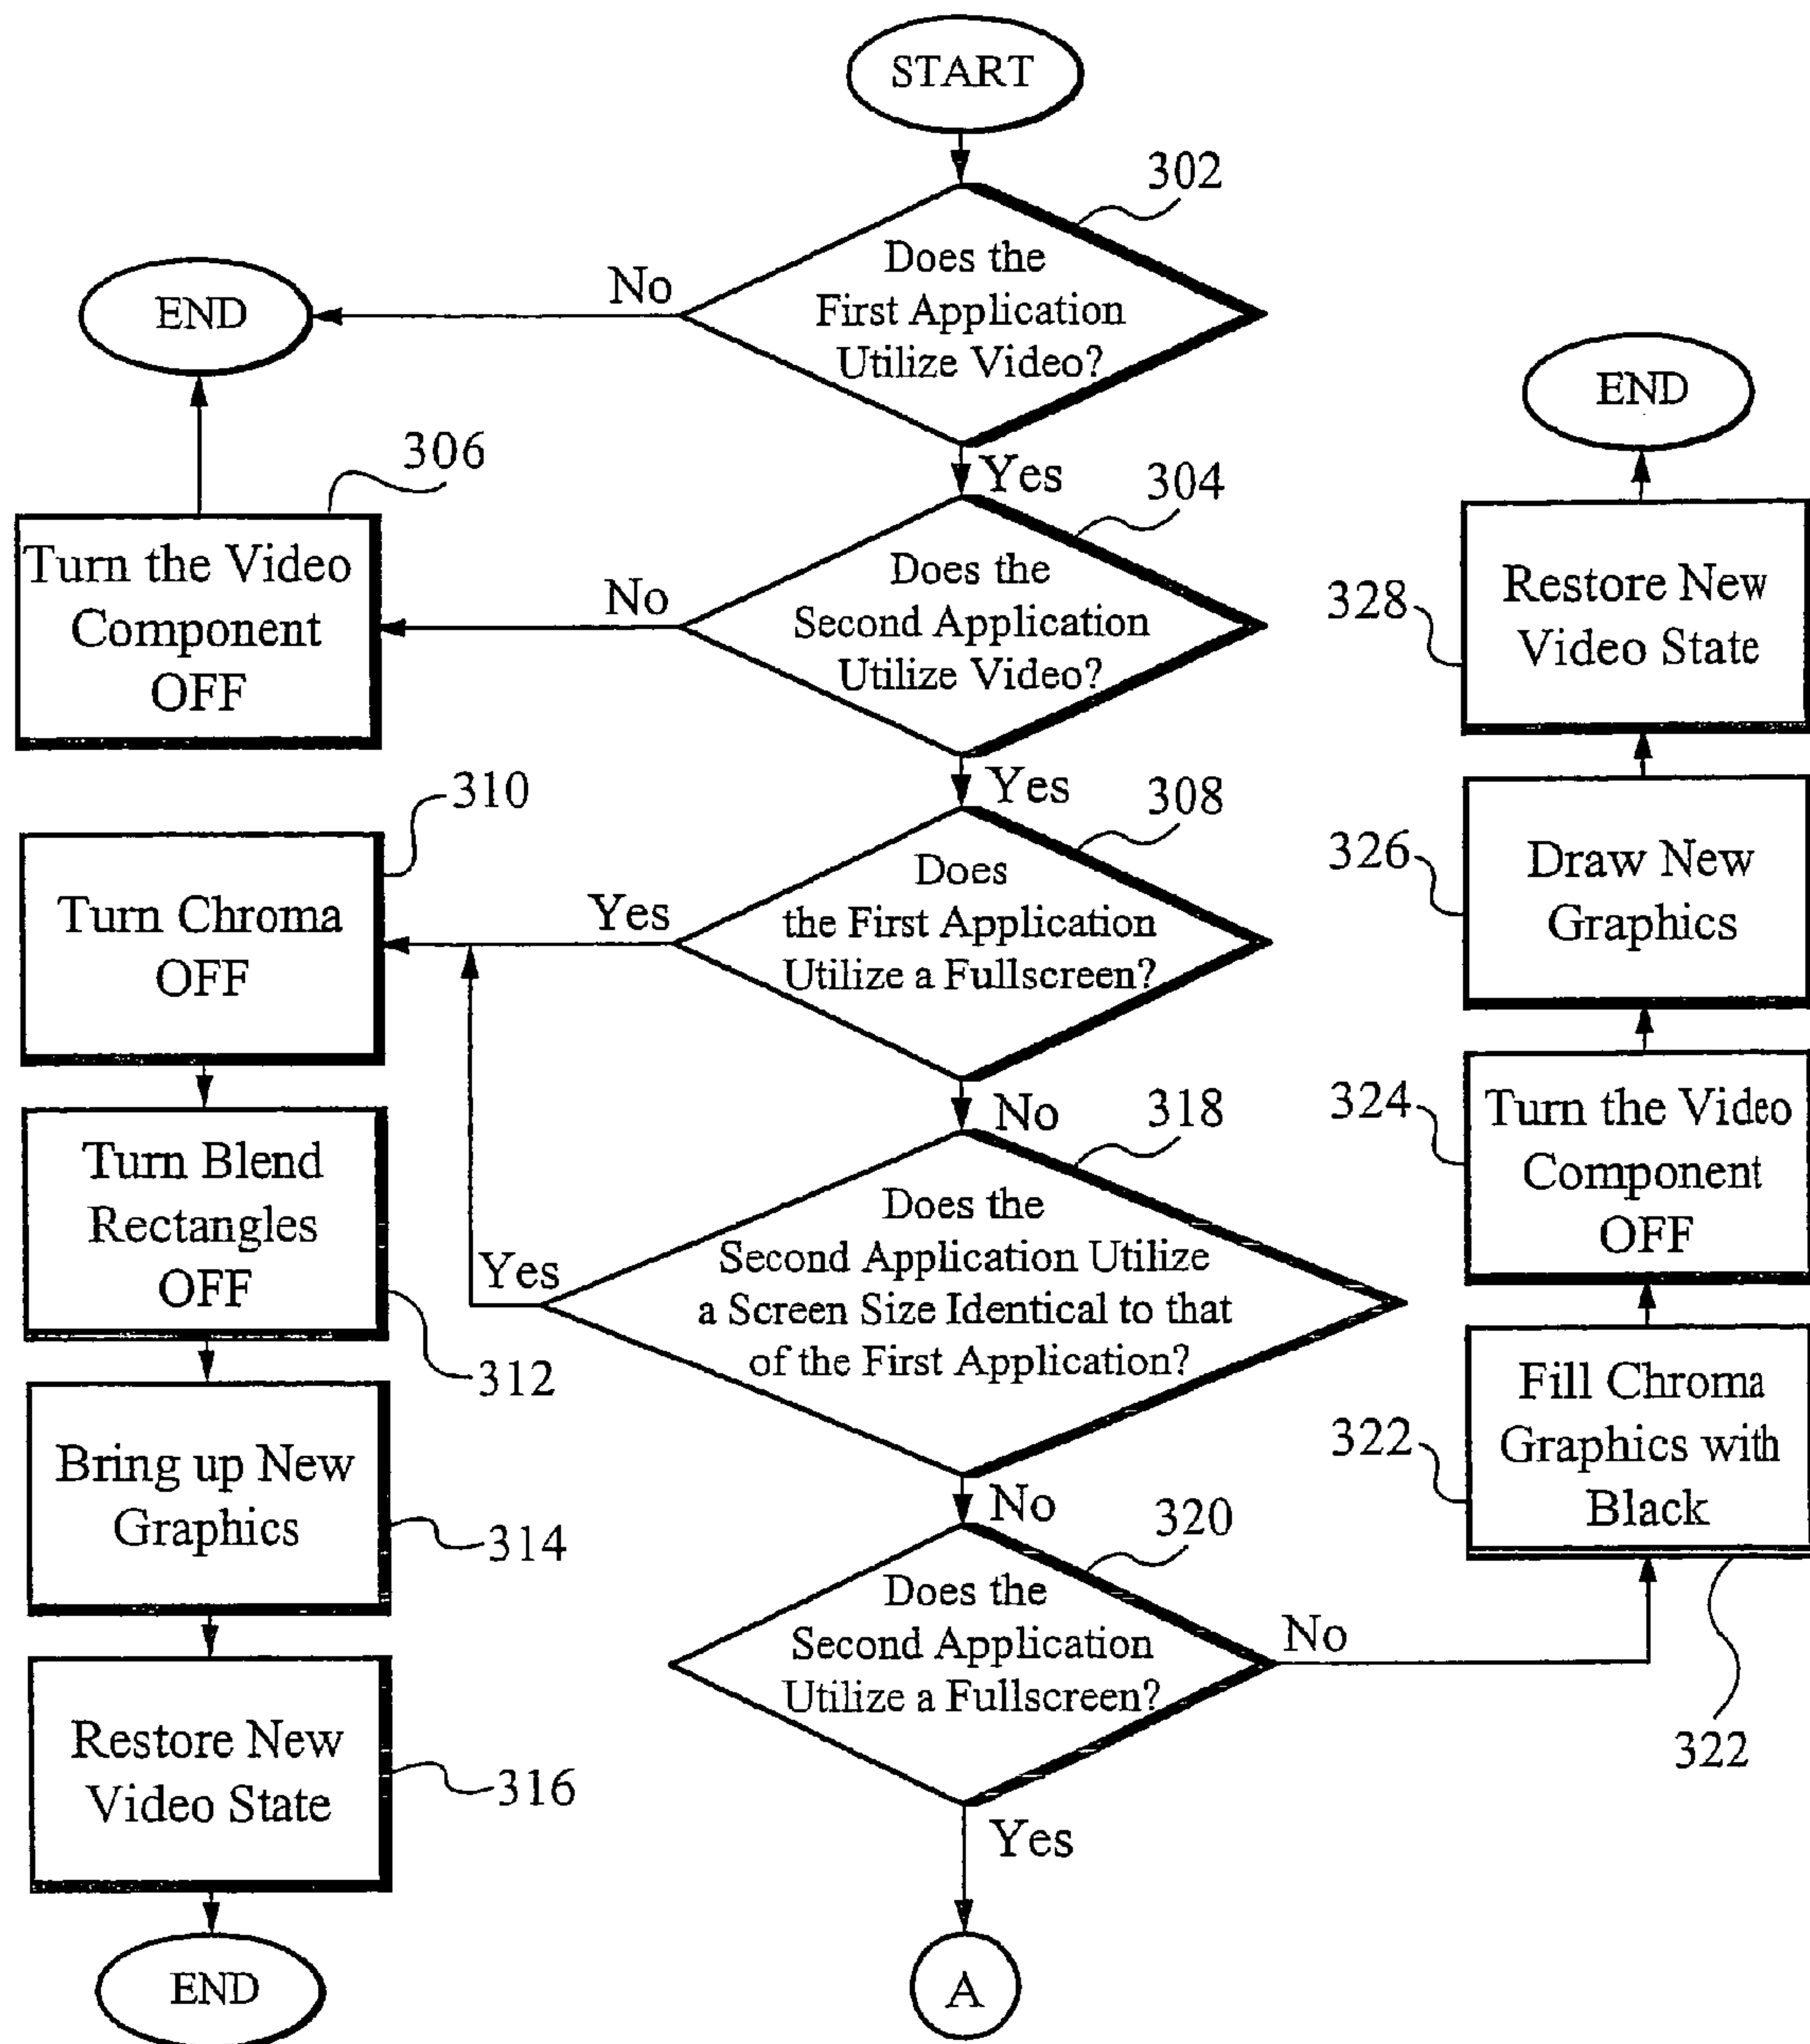 START
302
Does the
First Application
Utilize Video?
No
END
Yes
304
Does the
Second Application
Utilize Video?
No
306
Turn the Video
Component
OFF
Yes
308
Does
the First Application
Utilize a Fullscreen?
Yes
310
Turn Chroma
OFF
Turn Blend
Rectangles
OFF
312
Bring up New
Graphics
314
Restore New
Video State
316
END
No
318
Does the
Second Application Utilize
a Screen Size Identical to that
of the First Application?
Yes
No
320
Does the
Second Application
Utilize a Fullscreen?
No
Yes
A
322
Fill Chroma
Graphics with
Black
322
324
Turn the Video
Component
OFF
326
Draw New
Graphics
328
Restore New
Video State
END